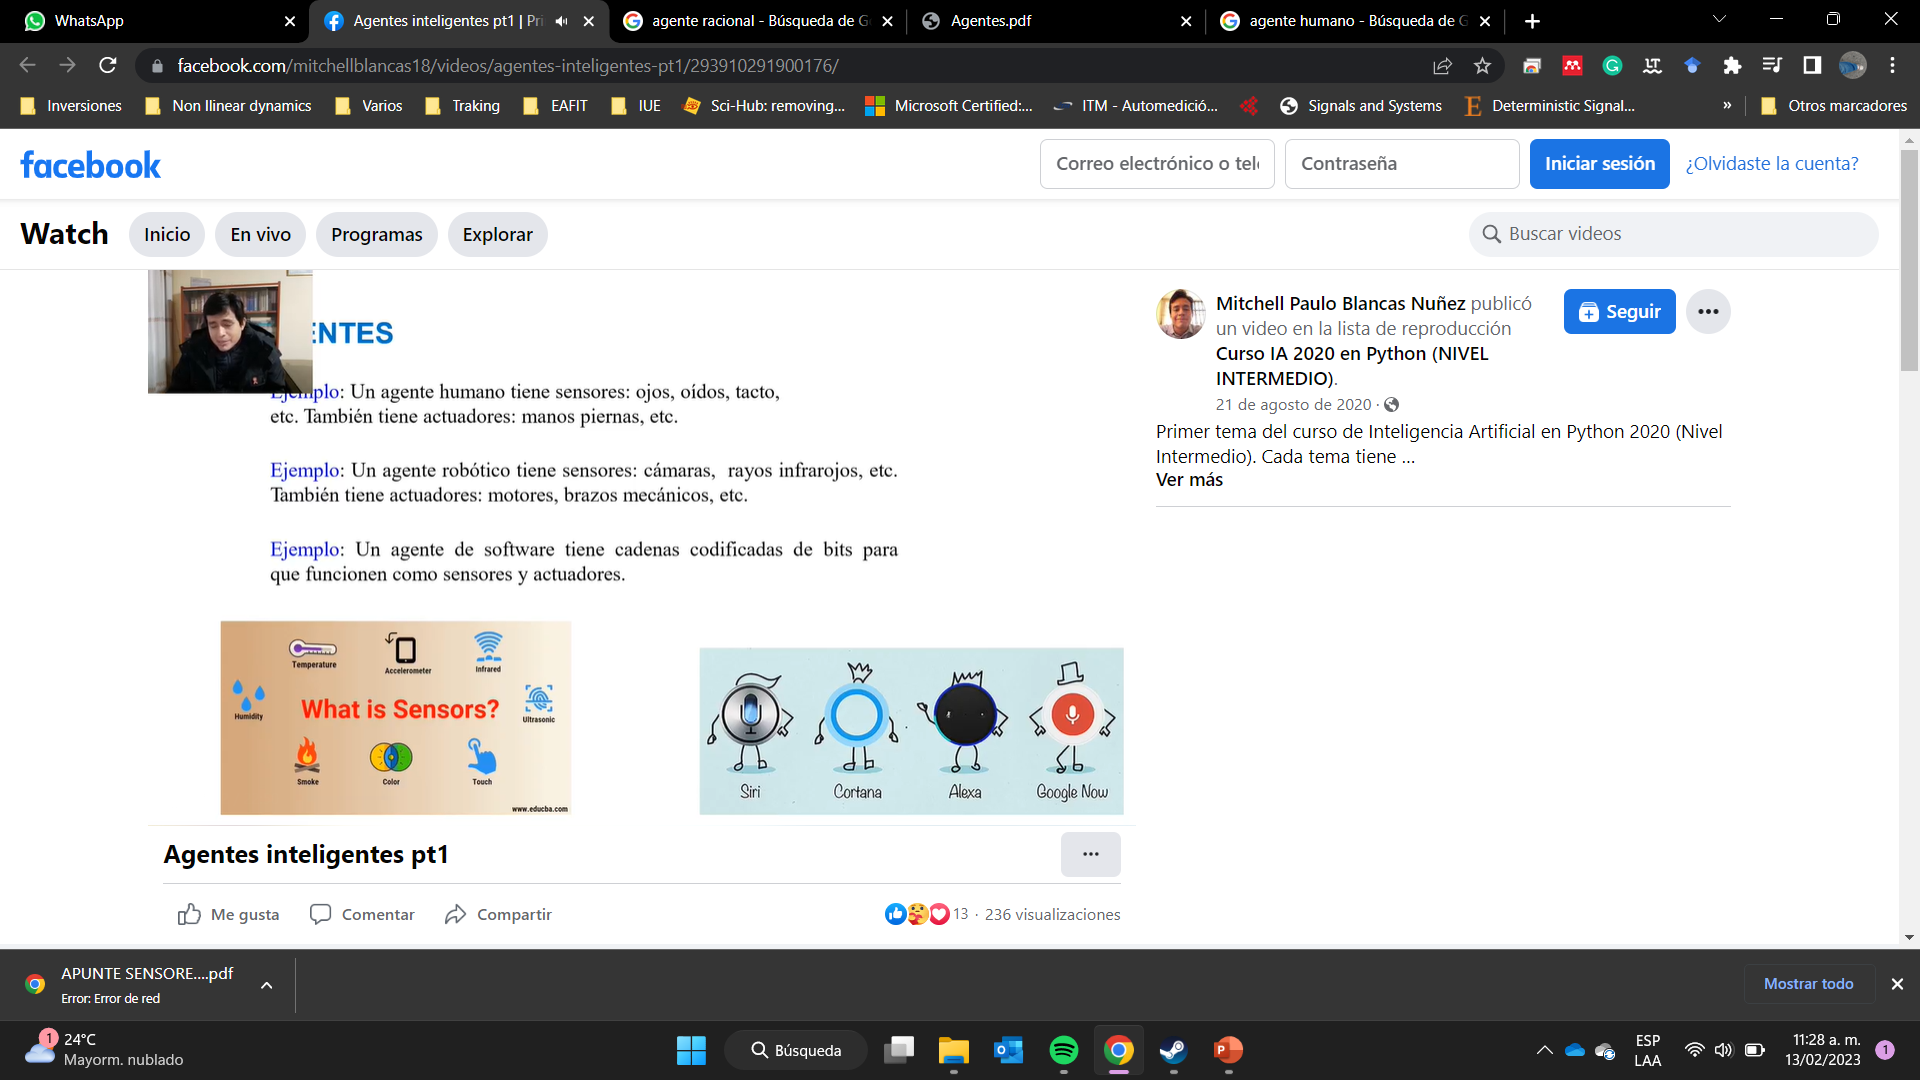 WhatsApp
Agentes inteligentes pt1 | Pri
agente racional - Búsqueda de G
Agentes.pdf
agente humano - Búsqueda de G
facebook.com/mitchellblancas18/videos/agentes-inteligentes-pt1/293910291900176/
Inversiones
Non llinear dynamics
Varios
Traking
EAFIT
IUE
Sci-Hub: removing...
Microsoft Certified:...
ITM - Automedició...
Signals and Systems
Deterministic Signal...
»
Otros marcadores
facebook
Correo electrónico o tel
Contraseña
Iniciar sesión
¿Olvidaste la cuenta?
Watch
Inicio
En vivo
Programas
Explorar
Buscar videos
ENTES
Ejemplo: Un agente humano tiene sensores: ojos, oídos, tacto,
etc. También tiene actuadores: manos piernas, etc.
Ejemplo: Un agente robótico tiene sensores: cámaras, rayos infrarojos, etc.
También tiene actuadores: motores, brazos mecánicos, etc.
Ejemplo: Un agente de software tiene cadenas codificadas de bits para
que funcionen como sensores y actuadores.
Temperature
Accelerometer
Infrared
Humidity
What is Sensors?
Ultrasonic
Smoke
Color
Touch
www.educba.com
Siri
Cortana
Alexa
Google Now
Mitchell Paulo Blancas Nuñez publicó
un video en la lista de reproducción
Curso IA 2020 en Python (NIVEL
INTERMEDIO).
21 de agosto de 2020 ·
Seguir
Primer tema del curso de Inteligencia Artificial en Python 2020 (Nivel
Intermedio). Cada tema tiene ...
Ver más
Agentes inteligentes pt1
Me gusta
Comentar
Compartir
13 · 236 visualizaciones
APUNTE SENSORE....pdf
Error: Error de red
Mostrar todo
1
24°C
Mayorm. nublado
Búsqueda
ESP
LAA
11:28 a. m.
13/02/2023
1